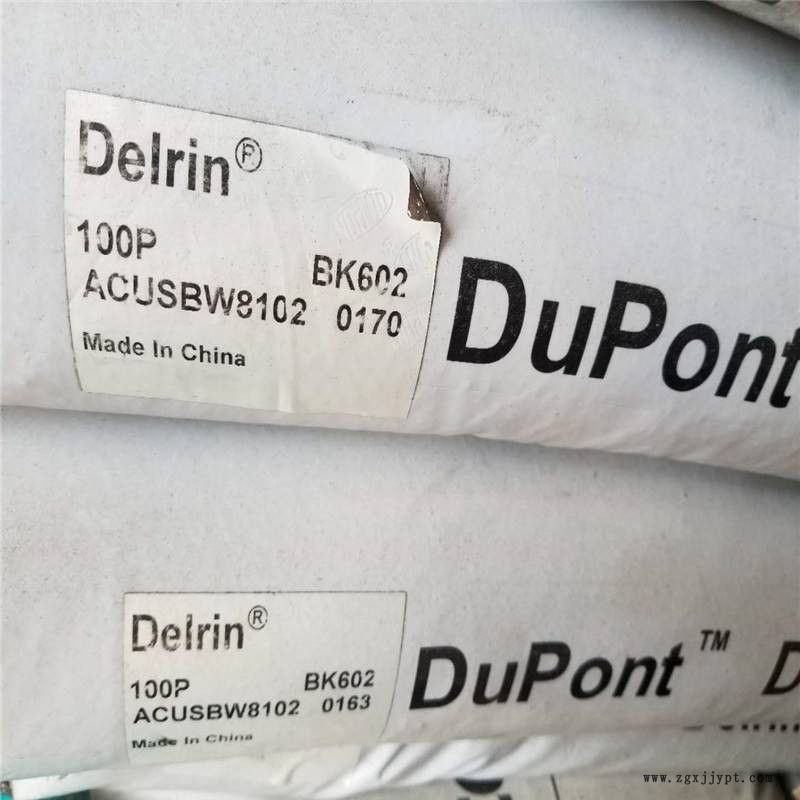 Delrin®
100P BK602
ACUSBW8102 0170
Made In China
DuPont
Delrin®
100P BK602
ACUSBW8102 0163
Made In China
DuPont™ D
www.zgxjjypt.com